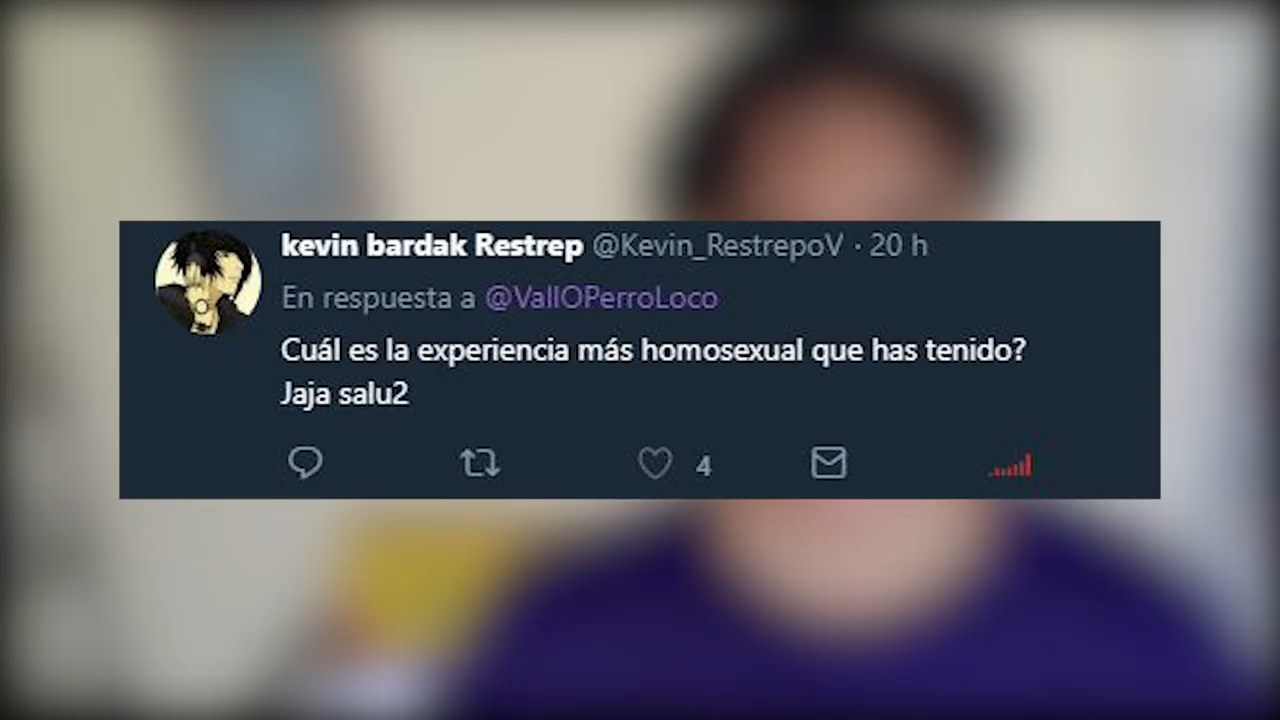 kevin bardak Restrep @Kevin_RestrepoV · 20 h
En respuesta a @VallOPerroLoco
Cuál es la experiencia más homosexual que has tenido?
Jaja salu2
4